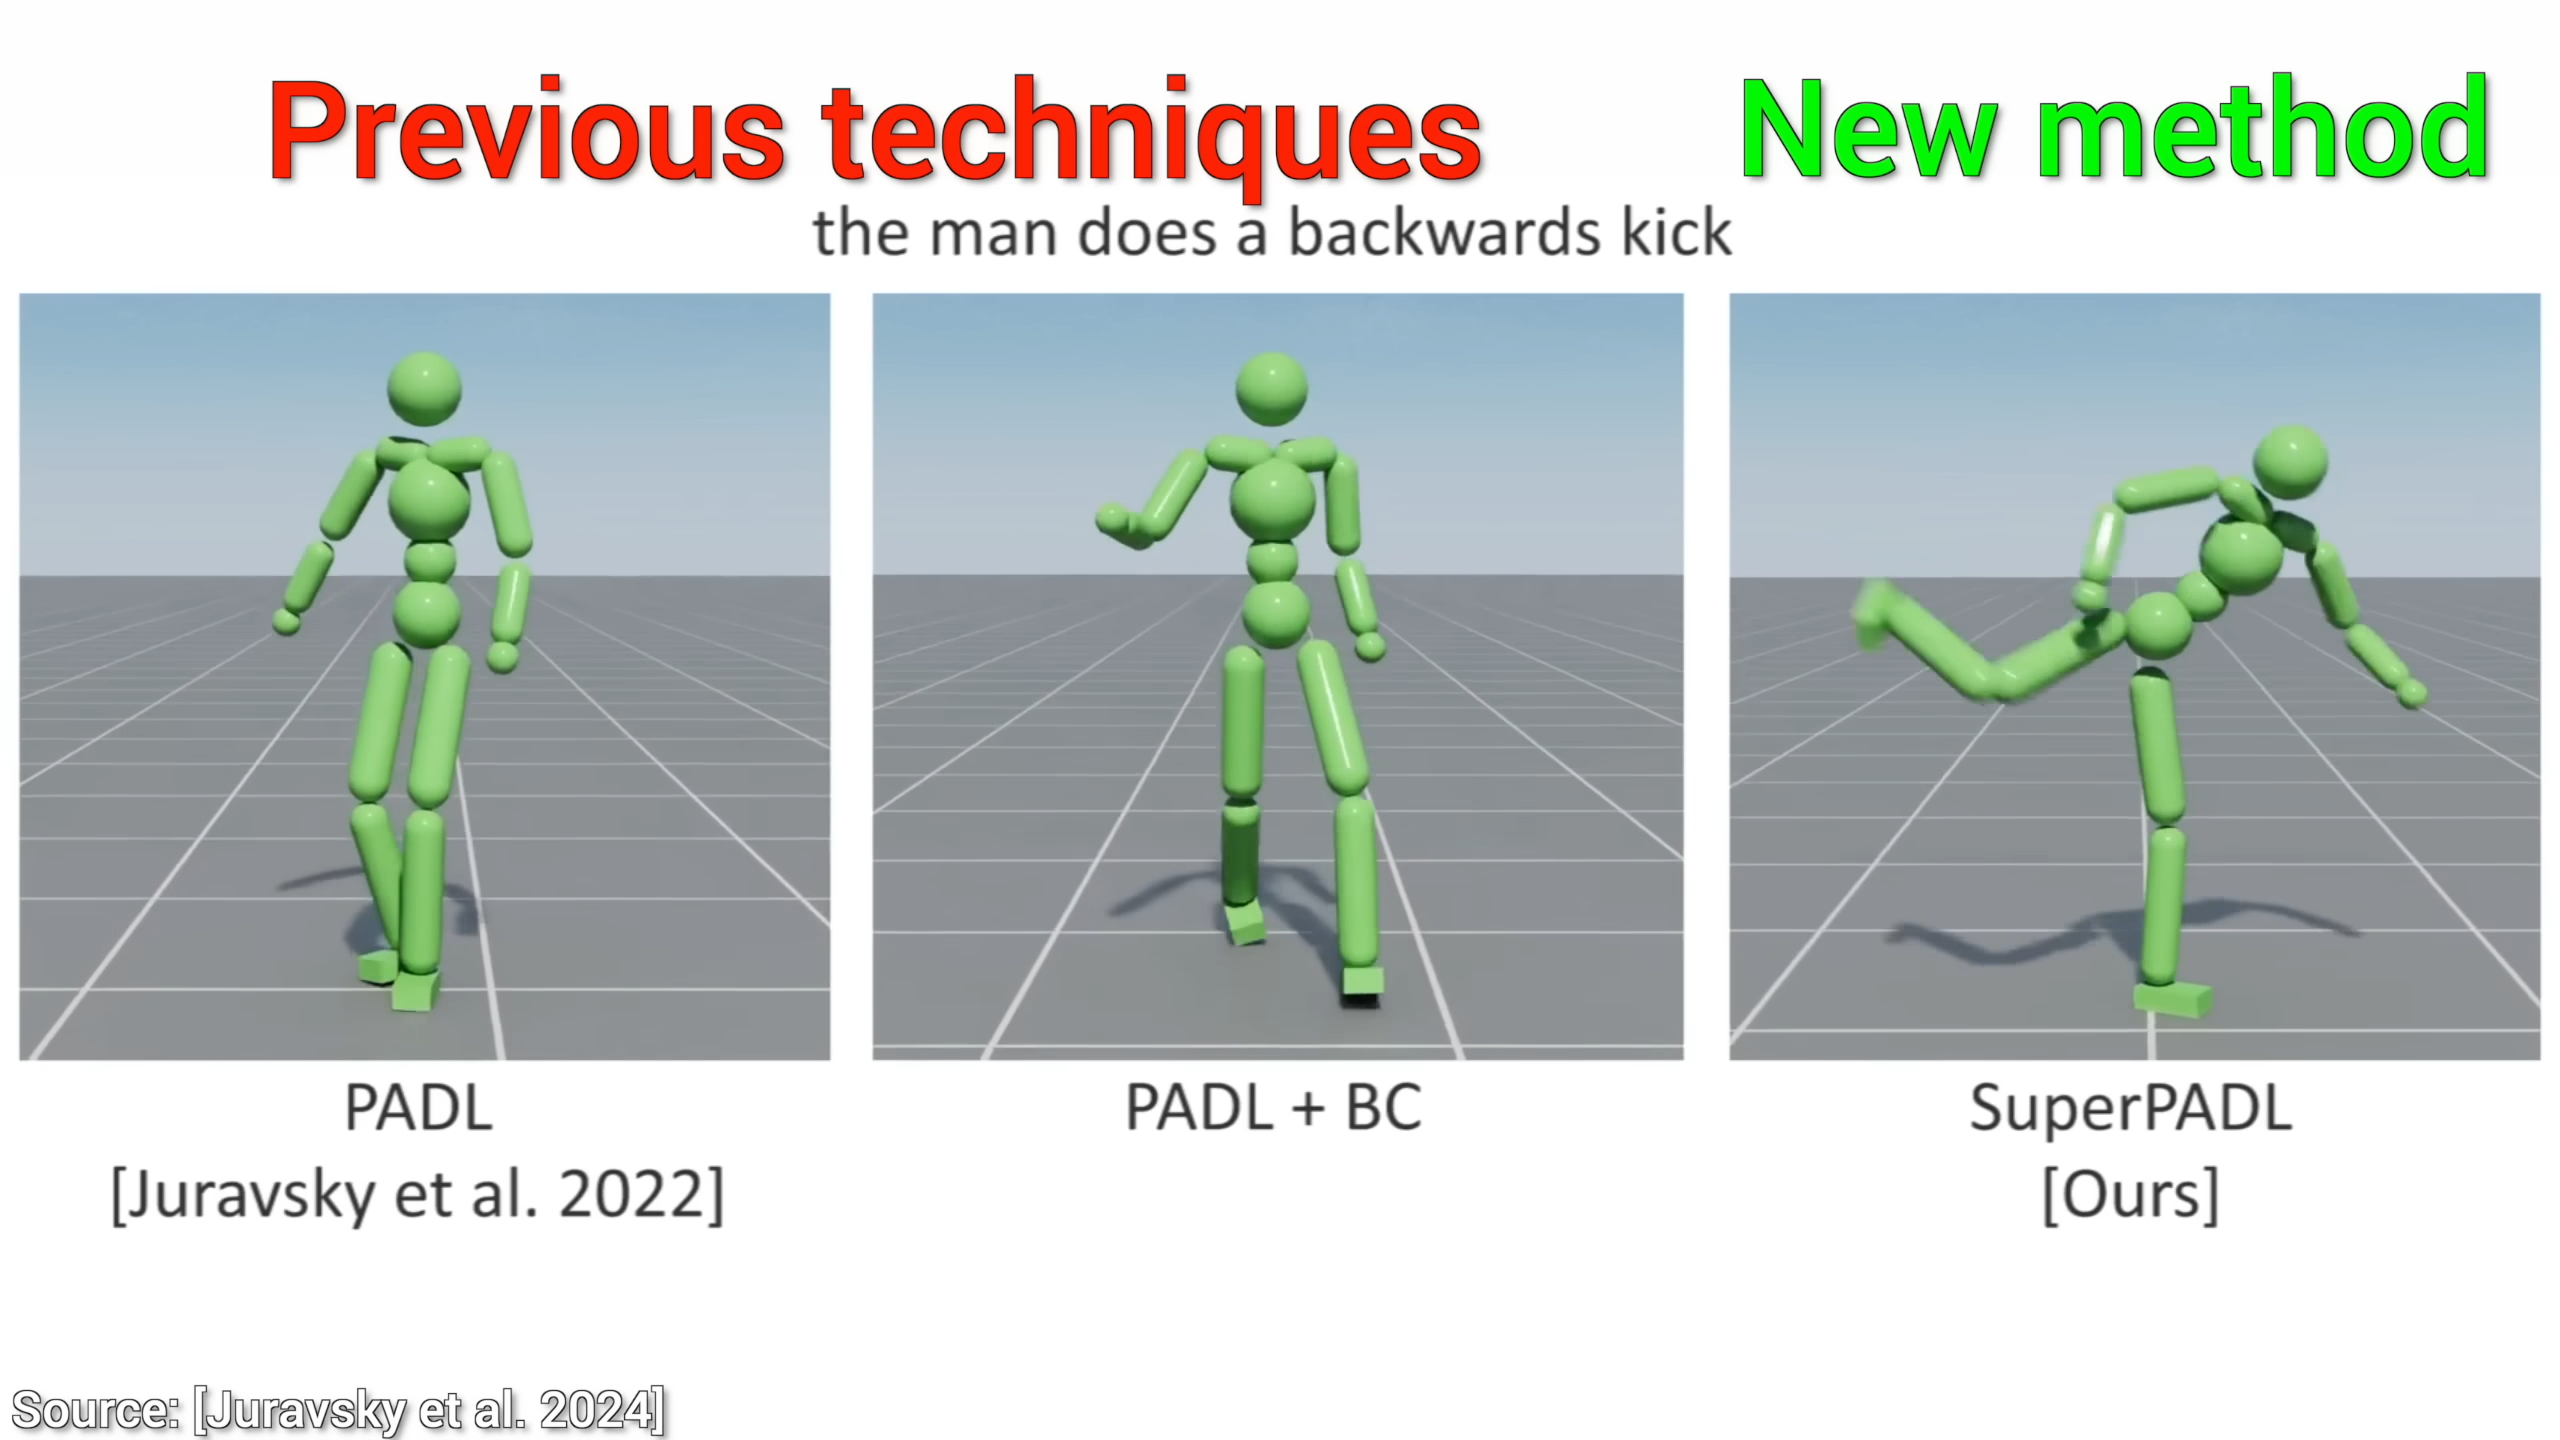 Previous techniques
New method
the man does a backwards kick
PADL
[Juravsky et al. 2022]
PADL + BC
SuperPADL
[Ours]
Source: [Juravsky et al. 2024]